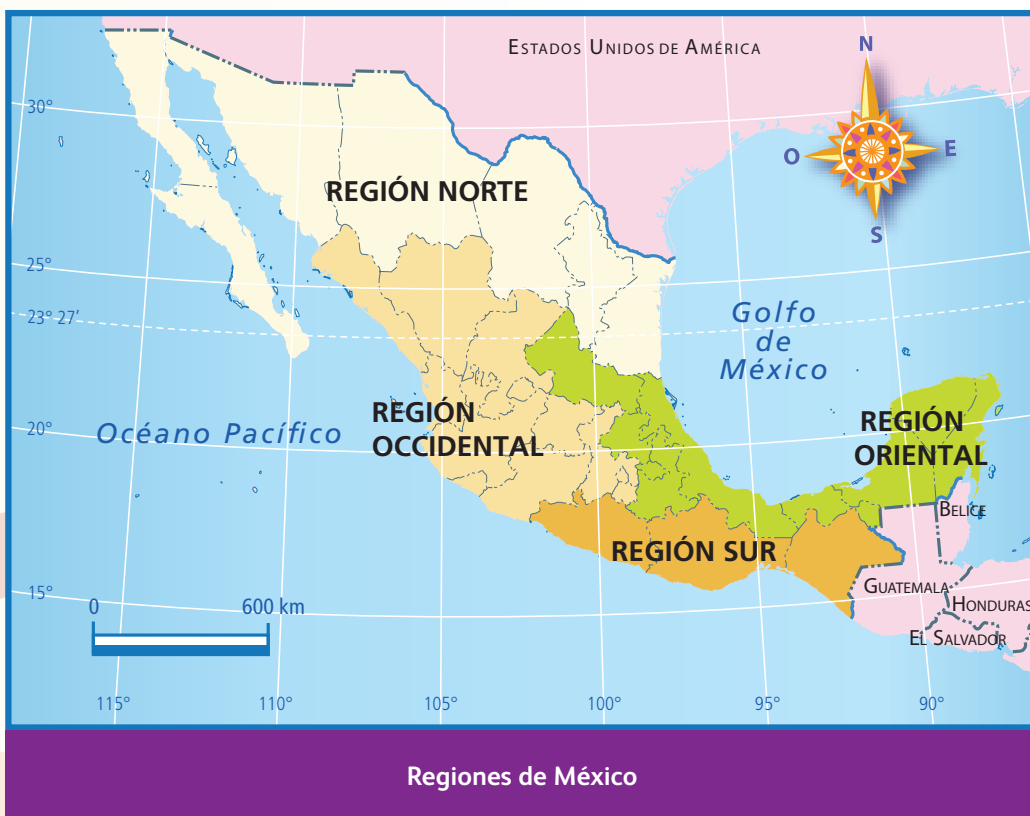 ESTADOS UNIDOS DE AMÉRICA
N
O
E
S
30°
REGIÓN NORTE
25°
23° 27'
Golfo
de
México
REGIÓN
OCCIDENTAL
REGIÓN
ORIENTAL
20°
Océano Pacífico
BELICE
REGIÓN SUR
GUATEMALA
HONDURAS
EL SALVADOR
15°
0
600 km
115°
110°
105°
100°
95°
90°
Regiones de México